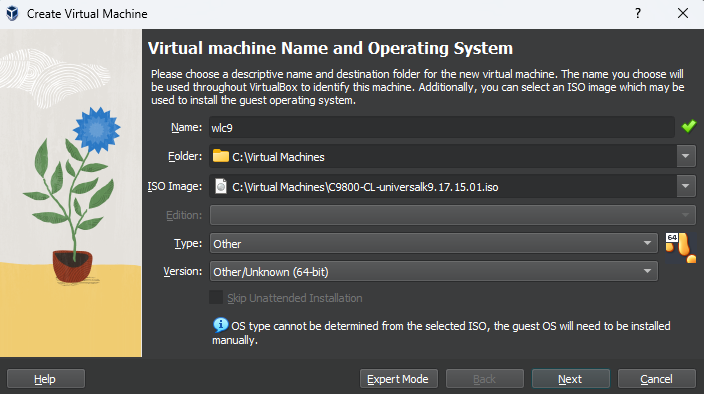 Create Virtual Machine
?
Virtual machine Name and Operating System
Please choose a descriptive name and destination folder for the new virtual machine. The name you choose will
be used throughout VirtualBox to identify this machine. Additionally, you can select an ISO image which may be
used to install the guest operating system.
Name: wlc9
Folder: C:\Virtual Machines
ISO Image: C:\Virtual Machines\C9800-CL-universalk9.17.15.01.iso
Edition:
Type: Other
64
Version: Other/Unknown (64-bit)
Skip Unattended Installation
OS type cannot be determined from the selected ISO, the guest OS will need to be installed
manually.
Help Expert Mode Back Next Cancel